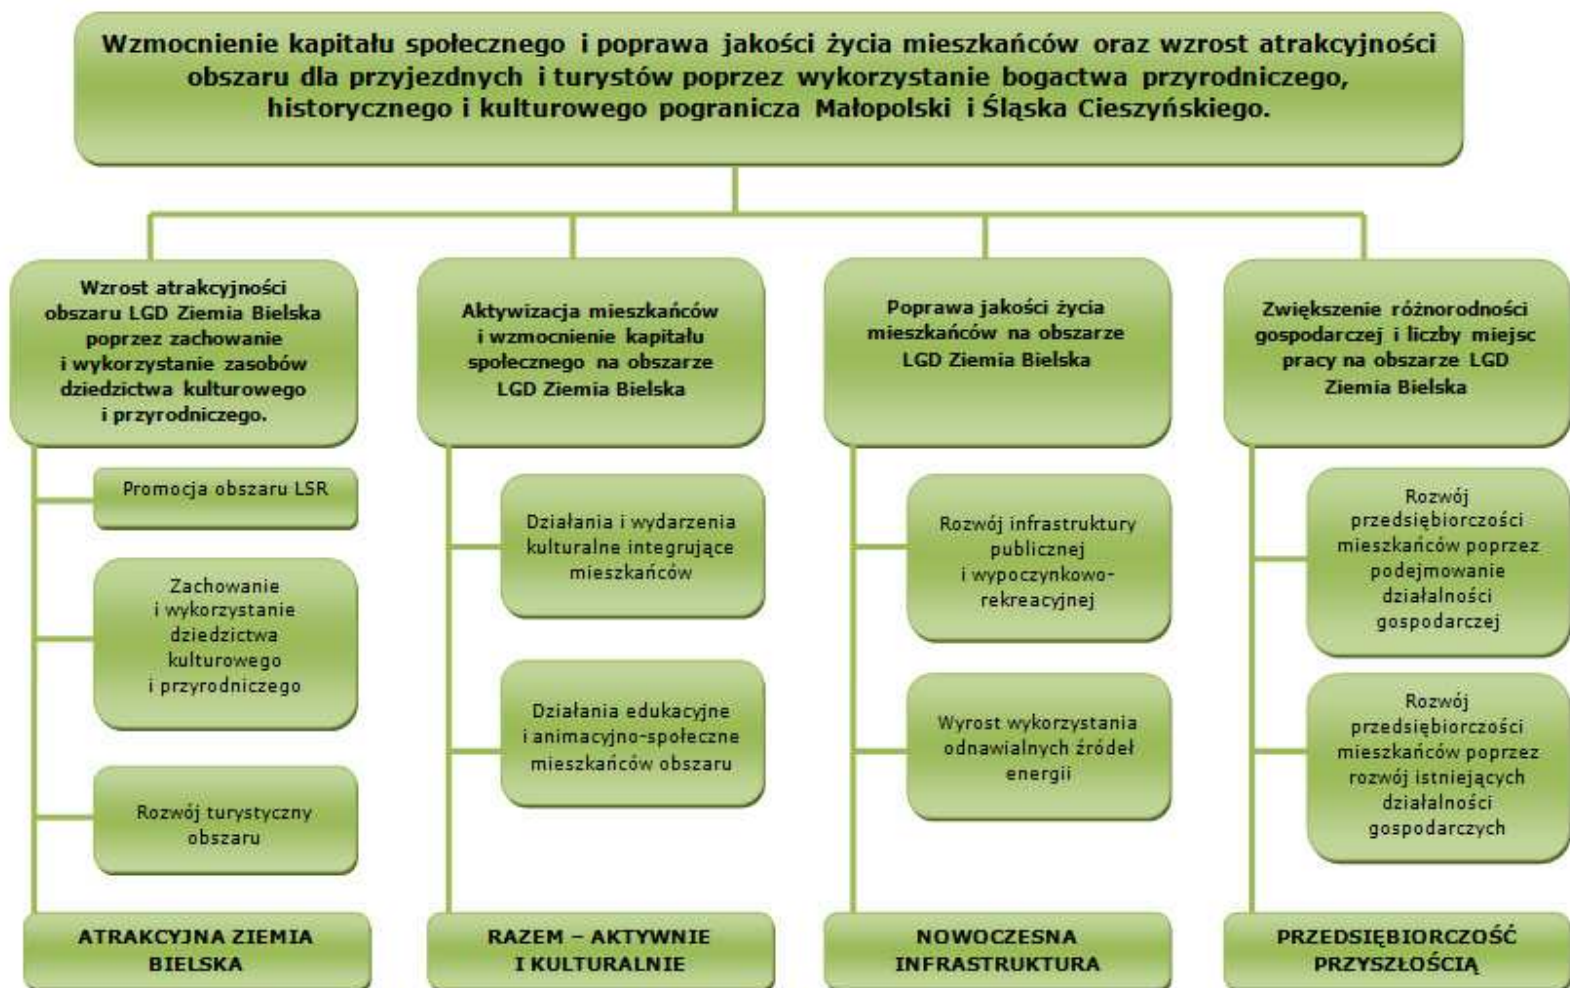 Wzmocnienie kapitału społecznego i poprawa jakości życia mieszkańców oraz wzrost atrakcyjności
obszaru dla przyjezdnych i turystów poprzez wykorzystanie bogactwa przyrodniczego,
historycznego i kulturowego pogranicza Małopolski i Śląska Cieszyńskiego.
Wzrost atrakcyjności
obszaru LGD Ziemia Bielska
poprzez zachowanie
i wykorzystanie zasobów
dziedzictwa kulturowego
i przyrodniczego.
Promocja obszaru LSR
Zachowanie
i wykorzystanie
dziedzictwa
kulturowego
i przyrodniczego
Rozwój turystyczny
obszaru
ATRAKCYJNA ZIEMIA
BIELSKA
Aktywizacja mieszkańców
i wzmocnienie kapitału
społecznego na obszarze
LGD Ziemia Bielska
Działania i wydarzenia
kulturalne integrujące
mieszkańców
Działania edukacyjne
i animacyjno-społeczne
mieszkańców obszaru
RAZEM – AKTYWNIE
I KULTURALNIE
Poprawa jakości życia
mieszkańców na obszarze
LGD Ziemia Bielska
Rozwój infrastruktury
publicznej
i wypoczynkowo-
rekreacyjnej
Wyrost wykorzystania
odnawialnych źródeł
energii
NOWOCZESNA
INFRASTRUKTURA
Zwiększenie różnorodności
gospodarczej i liczby miejsc
pracy na obszarze LGD
Ziemia Bielska
Rozwój
przedsiębiorczości
mieszkańców poprzez
podejmowanie
działalności
gospodarczej
Rozwój
przedsiębiorczości
mieszkańców poprzez
rozwój istniejących
działalności
gospodarczych
PRZEDSIĘBIORCZOŚĆ
PRZYSZŁOŚCIĄ